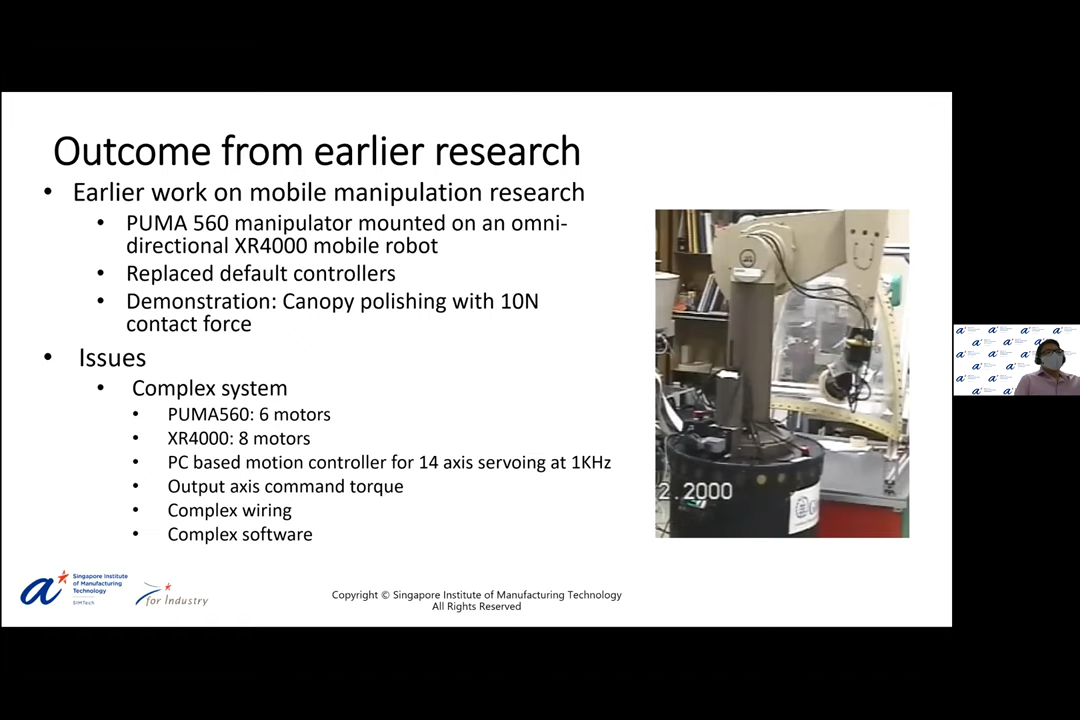 Outcome from earlier research
• Earlier work on mobile manipulation research
• PUMA 560 manipulator mounted on an omni-
directional XR4000 mobile robot
• Replaced default controllers
• Demonstration: Canopy polishing with 10N
contact force
• Issues
• Complex system
• PUMA560: 6 motors
• XR4000: 8 motors
• PC based motion controller for 14 axis servoing at 1KHz
• Output axis command torque
• Complex wiring
• Complex software
2.2000
Singapore Institute
of Manufacturing
Technology
SIMTech
for Industry
Copyright © Singapore Institute of Manufacturing Technology
All Rights Reserved